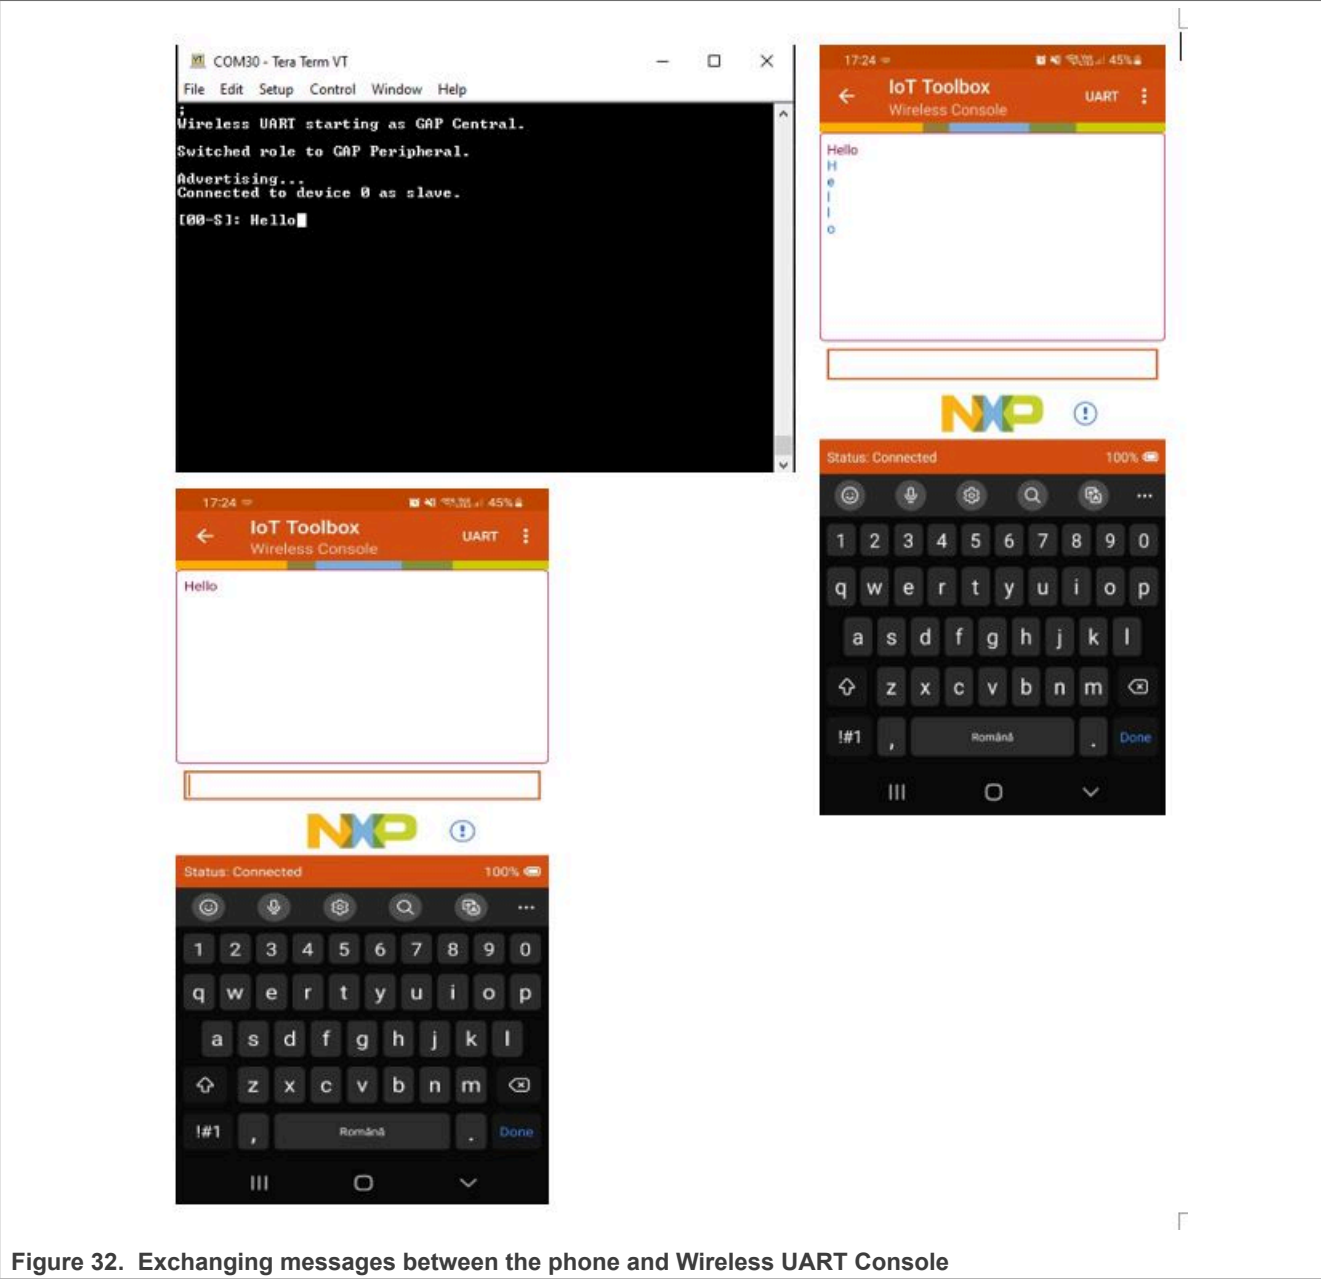 COM30 - Tera Term VT
File Edit Setup Control Window Help
;
Wireless UART starting as GAP Central.
Switched role to GAP Peripheral.
Advertising...
Connected to device 0 as slave.
[00-S]: Hello
17:24
45%
IoT Toolbox
Wireless Console
UART
Hello
H
e
l
l
o
NXP
Status: Connected
100%
1 2 3 4 5 6 7 8 9 0
q w e r t y u i o p
a s d f g h j k l
z x c v b n m
!#1 , Română . Done
17:24
45%
IoT Toolbox
Wireless Console
UART
Hello
NXP
Status: Connected
100%
1 2 3 4 5 6 7 8 9 0
q w e r t y u i o p
a s d f g h j k l
z x c v b n m
!#1 , Română . Done
Figure 32. Exchanging messages between the phone and Wireless UART Console